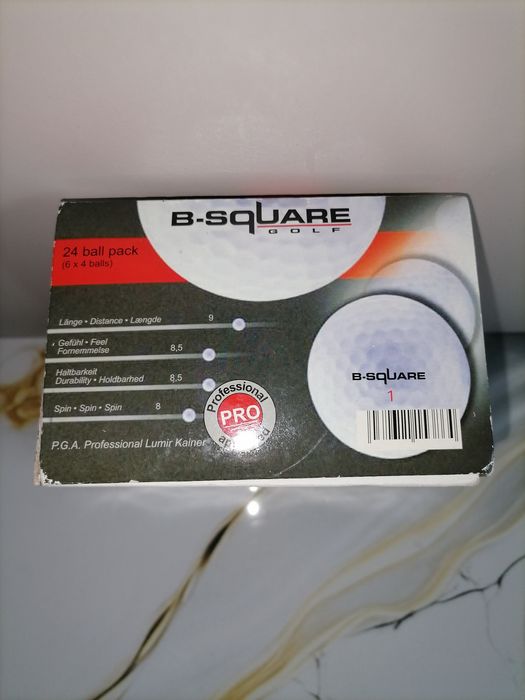 B-SQUARE
GOLF
24 ball pack
(6 x 4 balls)
Länge • Distance • Længde 9
Gefühl • Feel
Fornemmelse 8,5
Haltbarkeit
Durability • Holdbarhed 8,5
Spin • Spin • Spin 8
Professional
PRO
P.G.A. Professional Lumir Kainer
B-SQUARE
1